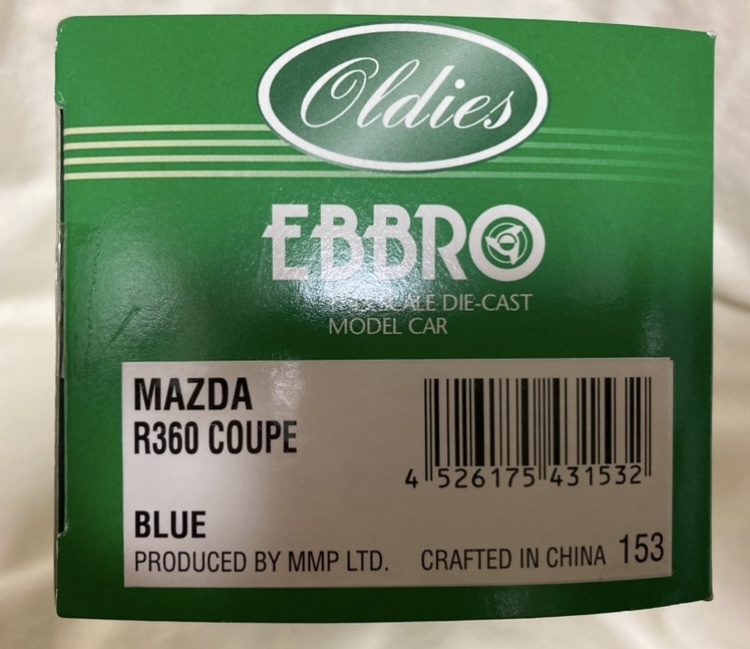 Oldies
EBBRO
SCALE DIE-CAST
MODEL CAR
MAZDA
R360 COUPE
4 526175 431532
BLUE
PRODUCED BY MMP LTD. CRAFTED IN CHINA 153